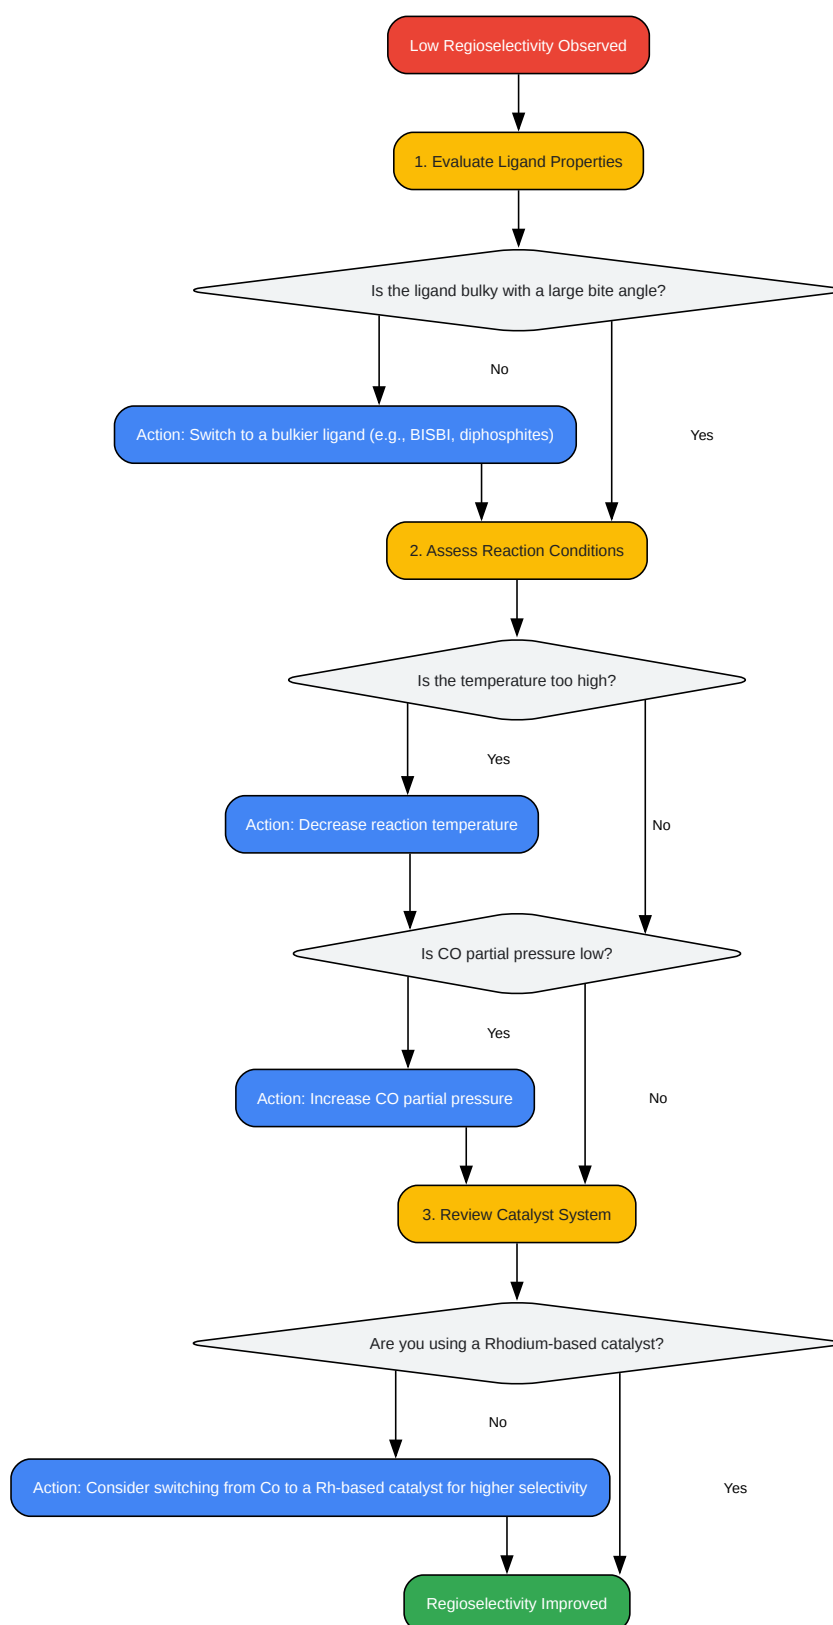 Low Regioselectivity Observed
1. Evaluate Ligand Properties
Is the ligand bulky with a large bite angle?
No
Action: Switch to a bulkier ligand (e.g., BISBI, diphosphites)
Yes
2. Assess Reaction Conditions
Is the temperature too high?
Yes
Action: Decrease reaction temperature
No
Is CO partial pressure low?
Yes
Action: Increase CO partial pressure
No
3. Review Catalyst System
Are you using a Rhodium-based catalyst?
No
Action: Consider switching from Co to a Rh-based catalyst for higher selectivity
Yes
Regioselectivity Improved